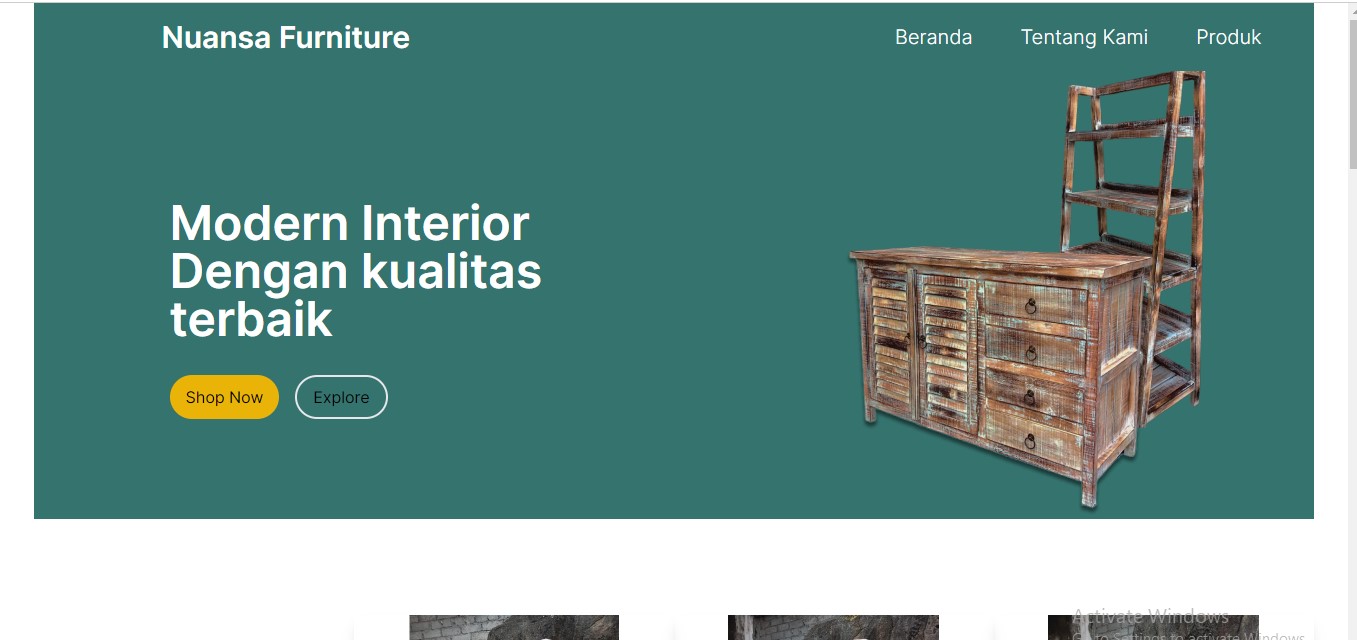 Nuansa Furniture
Beranda
Tentang Kami
Produk
Modern Interior
Dengan kualitas
terbaik
Shop Now
Explore
Activate Windows
Go to Settings to activate Windows.